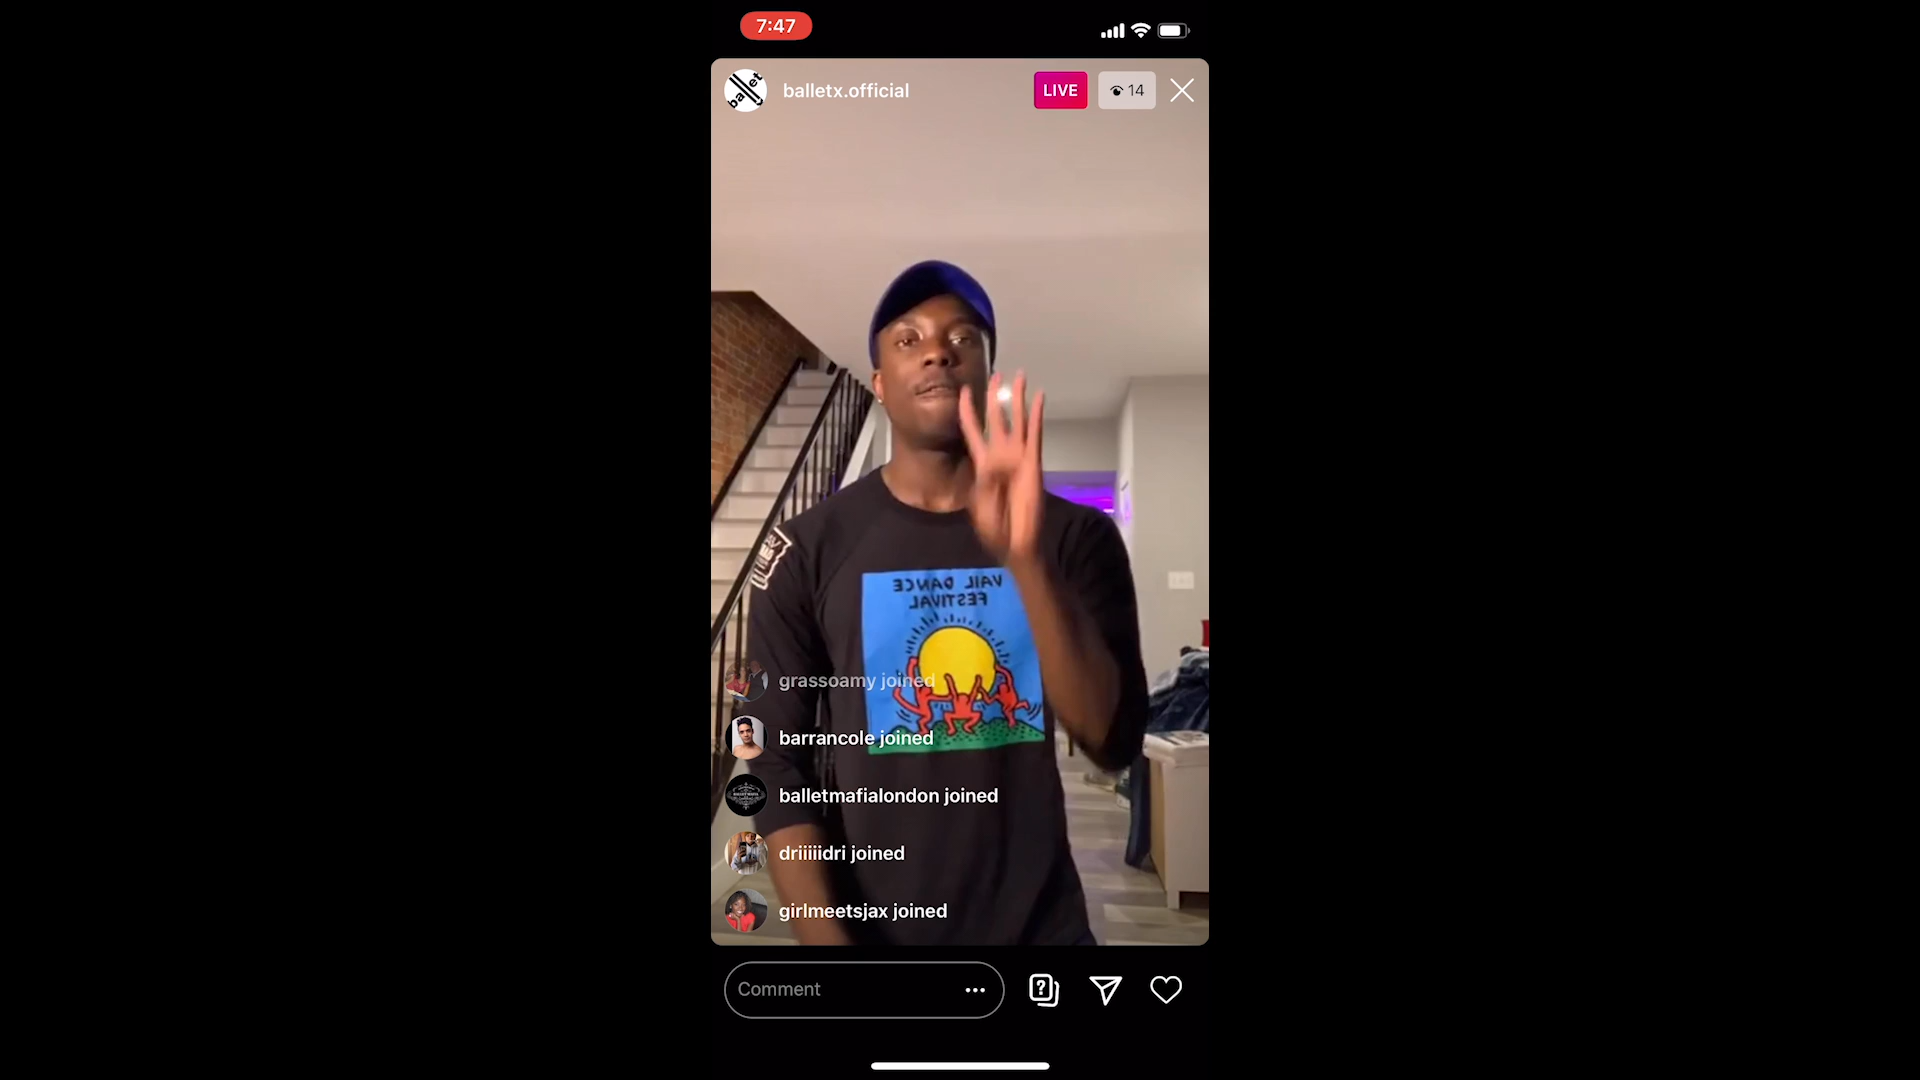 7:47
balletx.official
LIVE
14
VAIL DANCE
FESTIVAL
grassoamy joined
barrancole joined
balletmafialondon joined
driiiiidri joined
girlmeetsjax joined
Comment